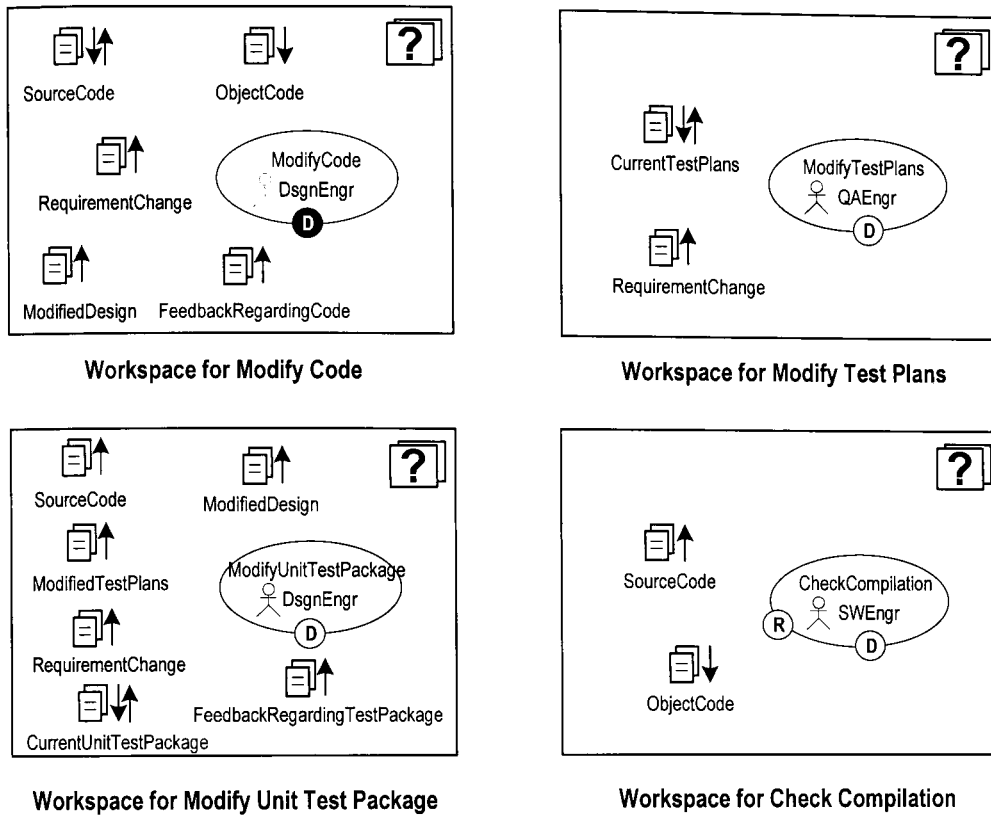 ?
SourceCode
ObjectCode
ModifyCode
DsgnEngr
RequirementChange
D
ModifiedDesign
FeedbackRegardingCode
Workspace for Modify Code
?
CurrentTestPlans
ModifyTestPlans
QAEngr
D
RequirementChange
Workspace for Modify Test Plans
?
SourceCode
ModifiedDesign
ModifiedTestPlans
ModifyUnitTestPackage
DsgnEngr
D
RequirementChange
FeedbackRegardingTestPackage
CurrentUnitTestPackage
Workspace for Modify Unit Test Package
?
SourceCode
CheckCompilation
SWEngr
R
D
ObjectCode
Workspace for Check Compilation